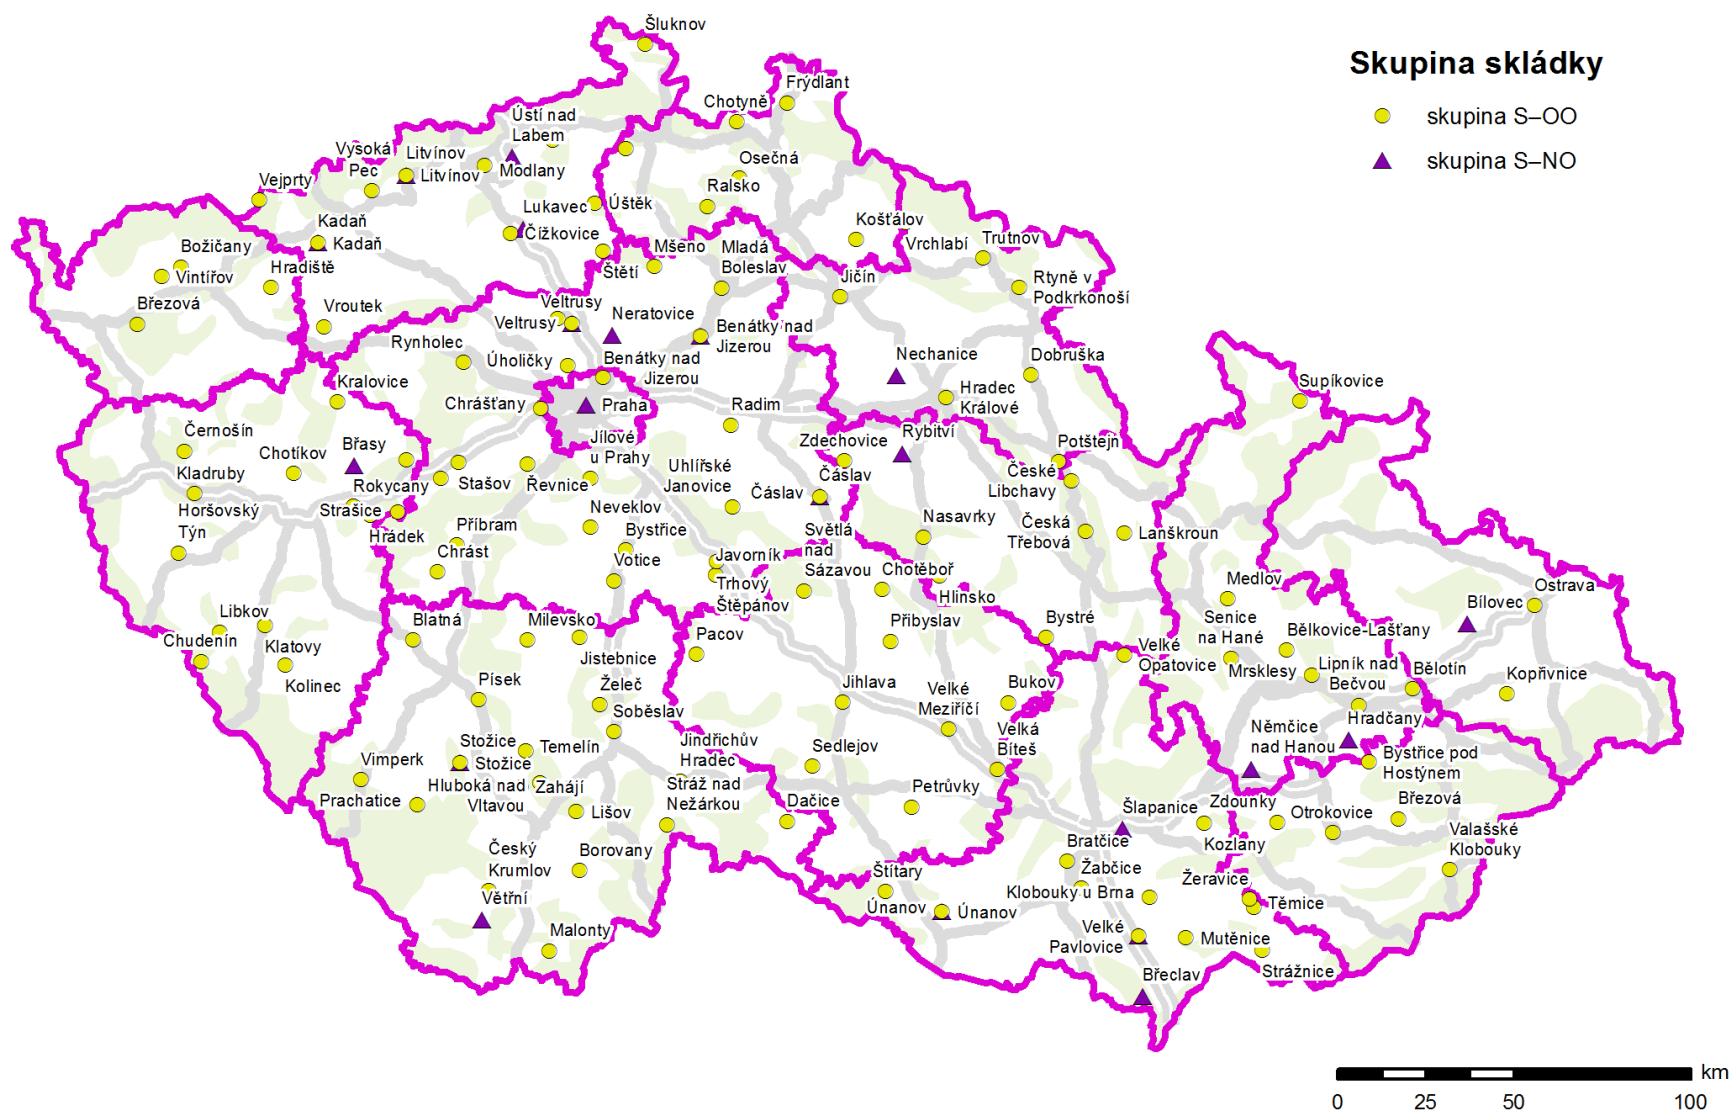 Šluknov
Skupina skládky
skupina S–OO
skupina S–NO
Frýdlant
Chotyně
Ústí nad
Labem
Vysoká
Pec
Litvínov
Litvínov
Modlany
Osečná
Ralsko
Vejprty
Lukavec
Úštěk
Čížkovice
Kadaň
Kadaň
Košťálov
Vrchlabí
Trutnov
Božičany
Vintířov
Hradiště
Štětí
Mšeno
Mladá
Boleslav
Jičín
Rtyně v
Podkrkonoší
Březová
Vroutek
Veltrusy
Veltrusy
Neratovice
Benátky nad
Jizerou
Rynholec
Úholičky
Benátky nad
Jizerou
Nechanice
Dobruška
Kralovice
Supíkovice
Chrášťany
Praha
Radim
Hradec
Králové
Černošín
Chotíkov
Břasy
Jílové
u Prahy
Zdechovice
Rybitví
Potštejn
Kladruby
Rokycany
Stašov
Řevnice
Uhlířské
Janovice
Čáslav
Čáslav
České
Libchavy
Horšovský
Týn
Strašice
Hrádek
Příbram
Neveklov
Bystřice
Světlá
nad
Sázavou
Nasavrky
Česká
Třebová
Lanškroun
Chrást
Votice
Javorník
Trhový
Štěpánov
Chotěboř
Hlinsko
Medlov
Ostrava
Bílovec
Libkov
Chudenín
Klatovy
Kolinec
Blatná
Milevsko
Jistebnice
Pacov
Přibyslav
Bystré
Senice
na Hané
Bělkovice-Lašťany
Velké
Opatovice
Mrsklesy
Lipník nad
Bečvou
Bělotín
Kopřivnice
Písek
Želeč
Soběslav
Jihlava
Velké
Meziříčí
Bukov
Hradčany
Velká
Bíteš
Němčice
nad Hanou
Bystřice pod
Hostýnem
Vimperk
Stožice
Stožice
Temelín
Jindřichův
Hradec
Sedlejov
Prachatice
Hluboká nad
Vltavou
Zahájí
Lišov
Stráž nad
Nežárkou
Dačice
Petrůvky
Šlapanice
Zdounky
Otrokovice
Březová
Valašské
Klobouky
Český
Krumlov
Borovany
Bratčice
Kozlany
Štítary
Žabčice
Klobouky u Brna
Žeravice
Větřní
Únanov
Únanov
Těmice
Malonty
Velké
Pavlovice
Mutěnice
Strážnice
Břeclav
km
0 25 50 100